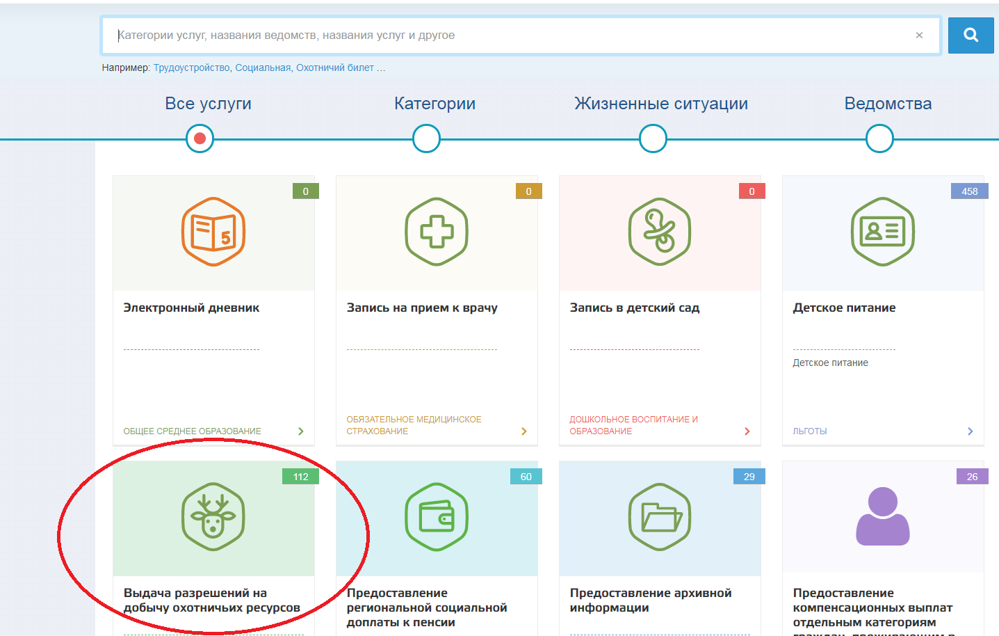 Категории услуг, названия ведомств, названия услуг и другое ×
Например: Трудоустройство, Социальная, Охотничий билет ...
Все услуги
Категории
Жизненные ситуации
Ведомства
0
5
Электронный дневник
ОБЩЕЕ СРЕДНЕЕ ОБРАЗОВАНИЕ
0
Запись на прием к врачу
ОБЯЗАТЕЛЬНОЕ МЕДИЦИНСКОЕ
СТРАХОВАНИЕ
0
Запись в детский сад
ДОШКОЛЬНОЕ ВОСПИТАНИЕ И
ОБРАЗОВАНИЕ
458
Детское питание
Детское питание
ЛЬГОТЫ
112
Выдача разрешений на
добычу охотничьих ресурсов
60
Предоставление
региональной социальной
доплаты к пенсии
29
Предоставление архивной
информации
26
Предоставление
компенсационных выплат
отдельным категориям
граждан, проживающим в